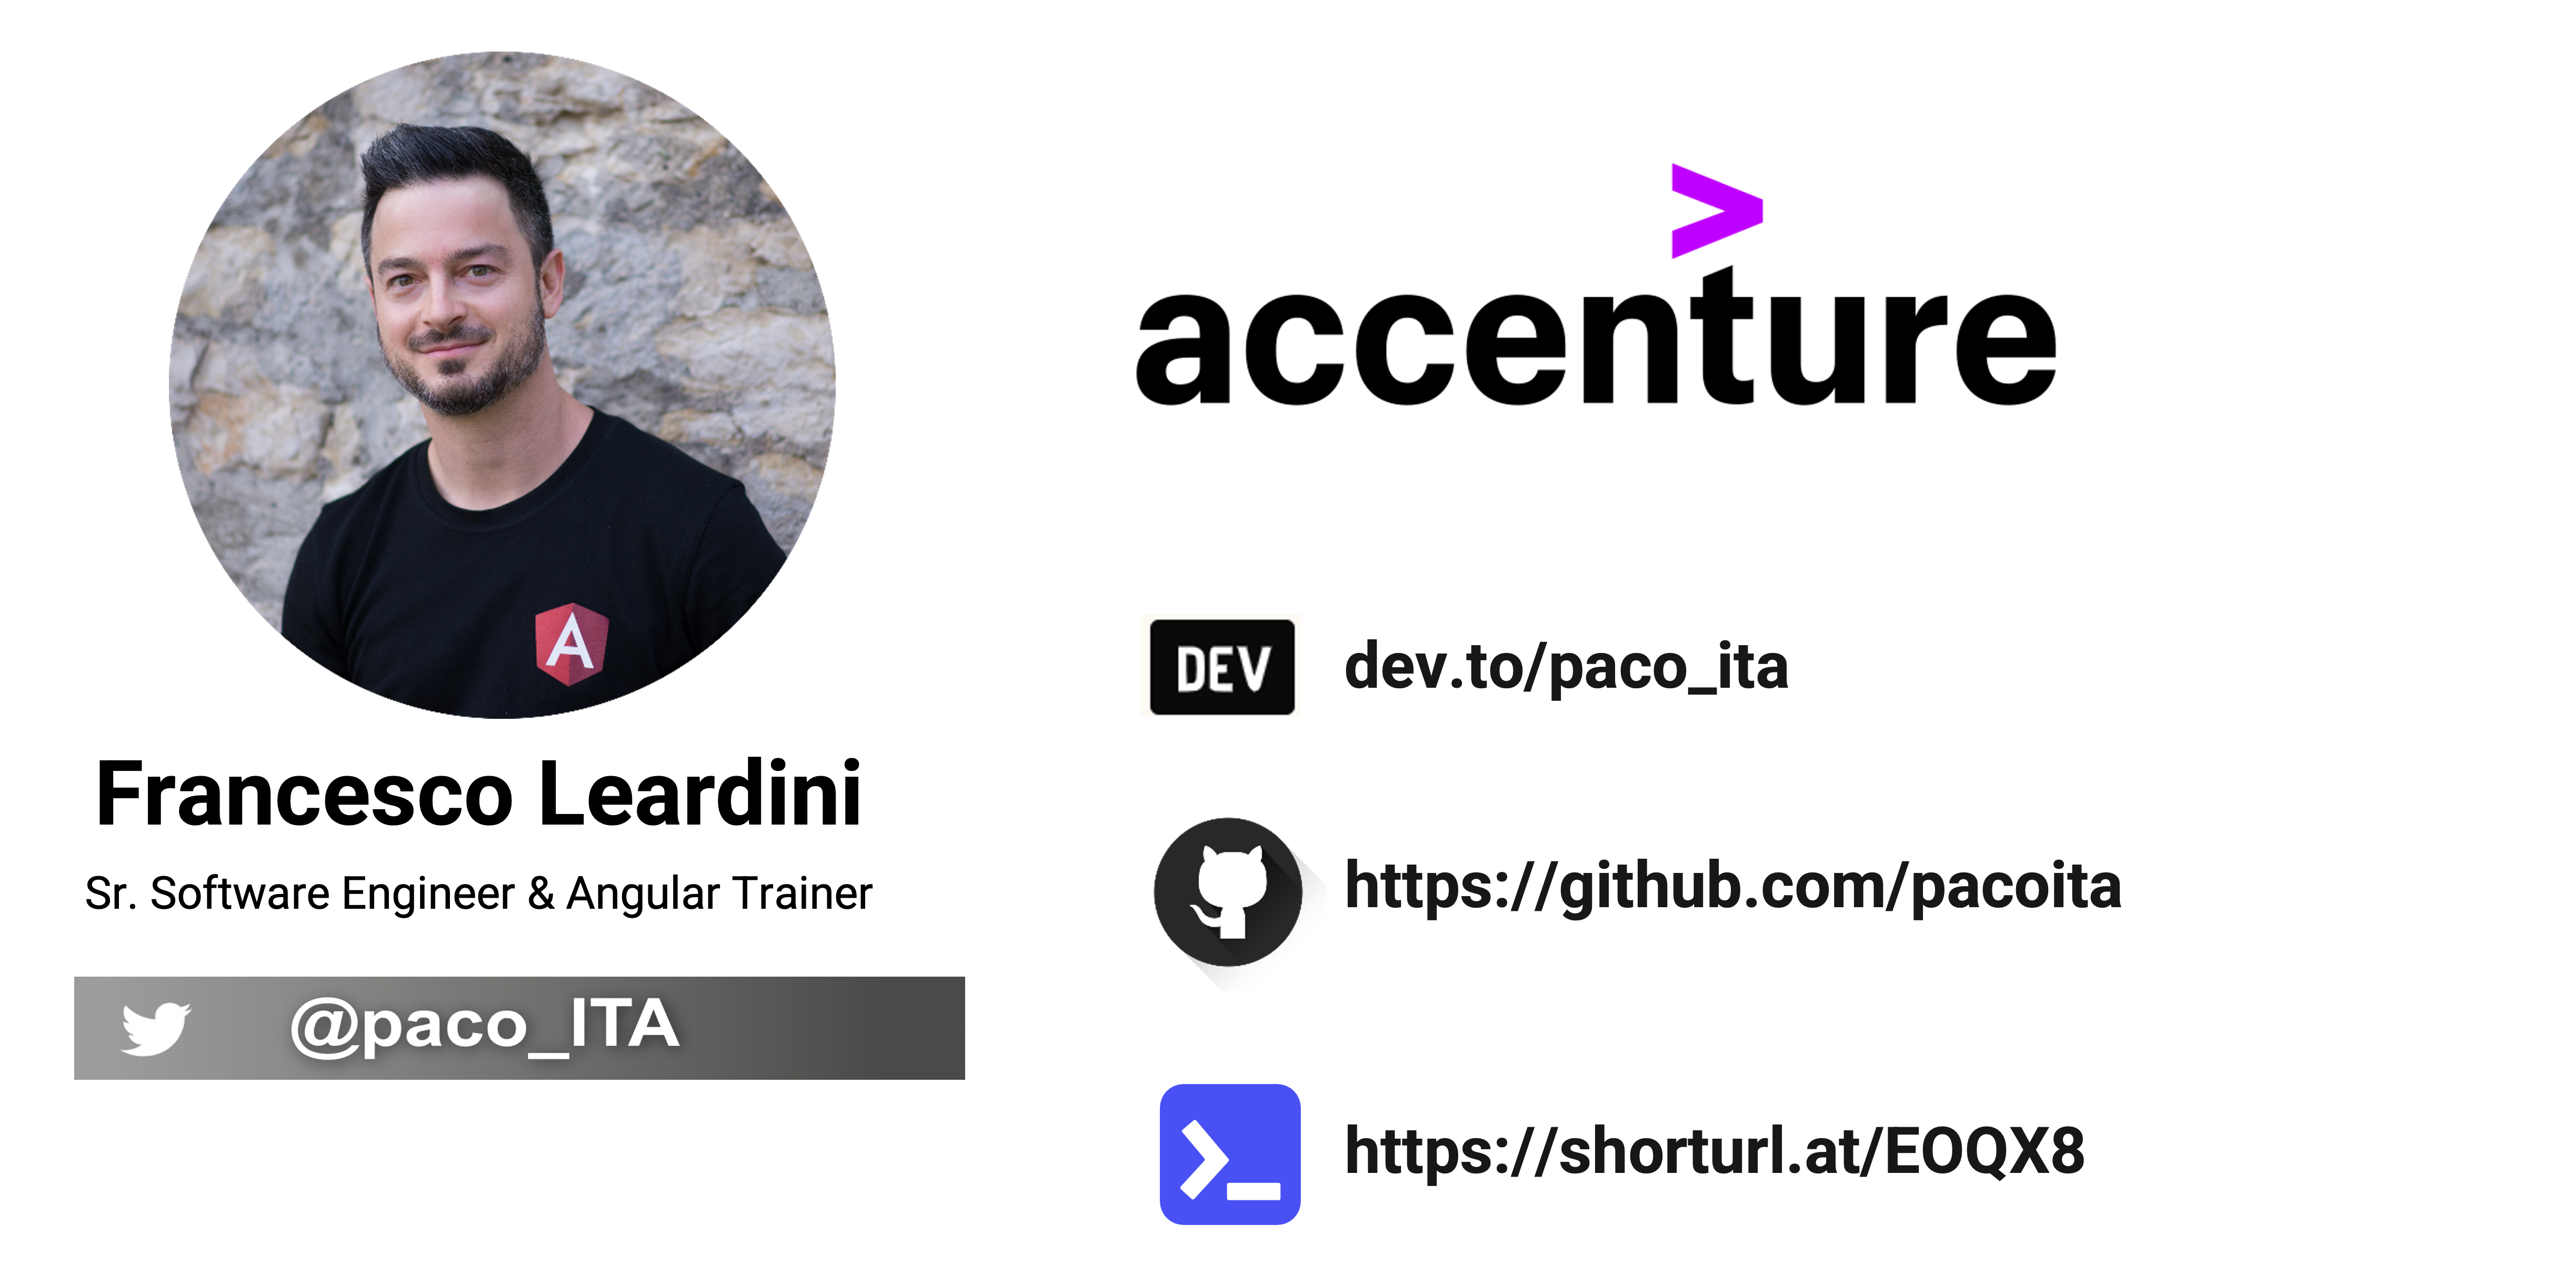 A
Francesco Leardini
Sr. Software Engineer & Angular Trainer
@paco_ITA
>
accenture
DEV
dev.to/paco_ita
https://github.com/pacoita
>_
https://shorturl.at/EOQX8